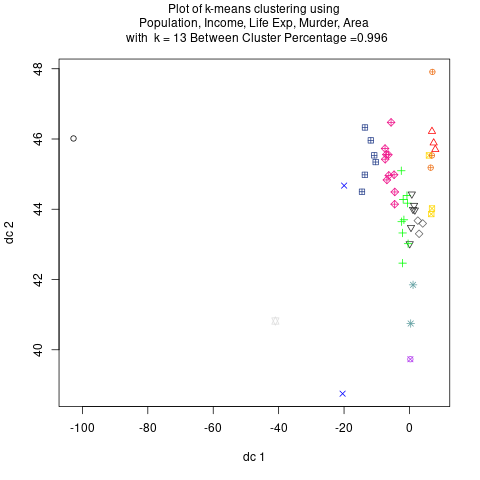 Plot of k-means clustering using
Population, Income, Life Exp, Murder, Area
with k = 13 Between Cluster Percentage =0.996
48
46
44
42
40
dc 2
-100 -80 -60 -40 -20 0
dc 1